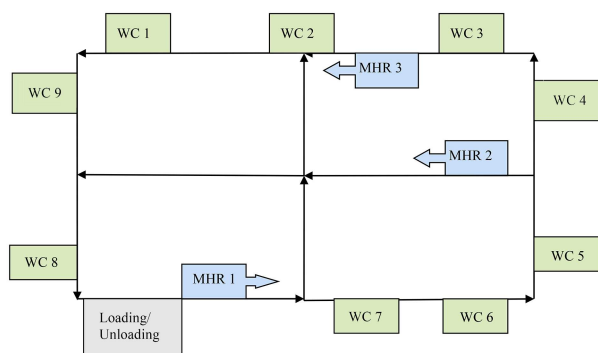 WC 1
WC 2
WC 3
MHR 3
WC 9
WC 4
MHR 2
WC 8
WC 5
MHR 1
Loading/
Unloading
WC 7
WC 6